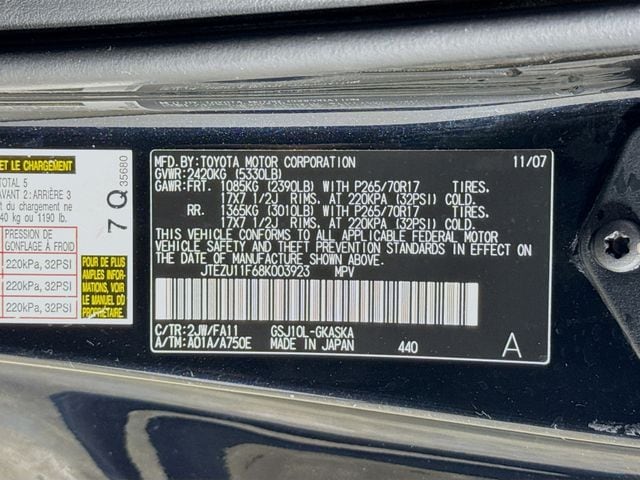 ET LE CHARGEMENT
TOTAL 5
AVANT 2: ARRIÈRE 3
du chargement ne
40 kg ou 1190 lb.
PRESSION DE
GONFLAGE À FROID
220kPa, 32PSI
220kPa, 32PSI
220kPa, 32PSI
POUR DE PLUS
AMPLES
INFORMATIONS,
VOIR LE
MANUEL
7 Q 35680
MFD.BY: TOYOTA MOTOR CORPORATION 11/07
GVWR: 2420KG (5330LB)
GAWR: FRT. 1085KG (2390LB) WITH P265/70R17 TIRES.
17X7 1/2J RIMS. AT 220KPA (32PSI) COLD.
RR. 1365KG (3010LB) WITH P265/70R17 TIRES.
17X7 1/2J RIMS. AT 220KPA (32PSI) COLD.
THIS VEHICLE CONFORMS TO ALL APPLICABLE FEDERAL MOTOR
VEHICLE SAFETY AND THEFT PREVENTION STANDARDS IN
EFFECT ON THE DATE OF MANUFACTURE SHOWN ABOVE.
JTEZU11F68K003923 MPV
C/TR: 2JW/FA11 GSJ10L-GKASKA
A/TM: A01A/A750E MADE IN JAPAN 440 A